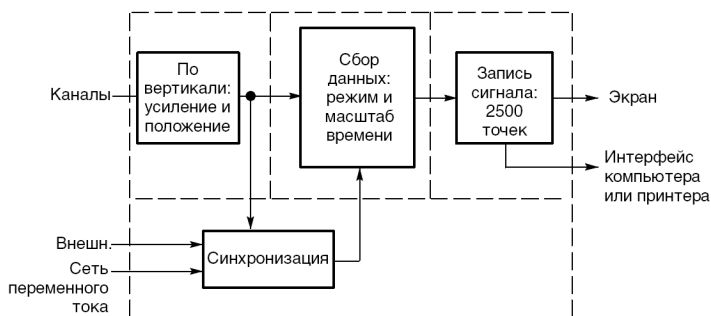 Каналы
По
вертикали:
усиление и
положение
Сбор
данных:
режим и
масштаб
времени
Запись
сигнала:
2500
точек
Экран
Интерфейс
компьютера
или принтера
Внешн.
Сеть
переменного
тока
Синхронизация